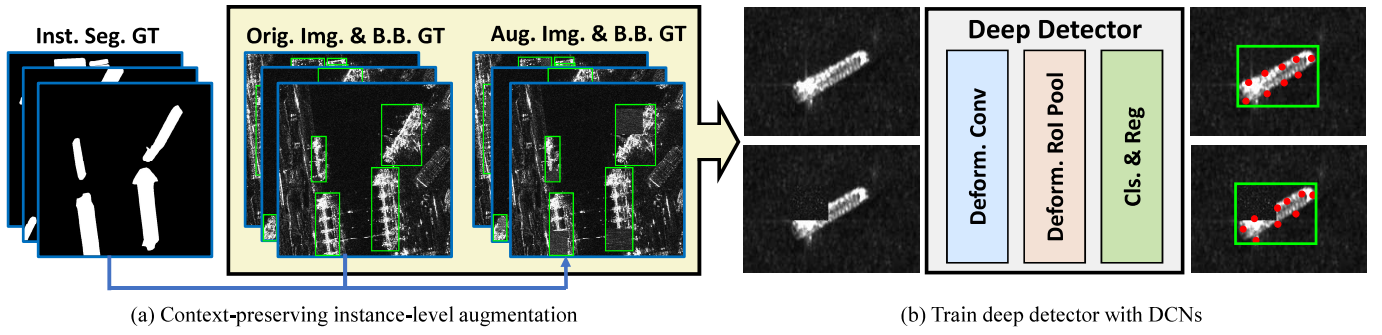 Inst. Seg. GT
Orig. Img. & B.B. GT
Aug. Img. & B.B. GT
Deep Detector
Deform. Conv
Deform. RoI Pool
Cls. & Reg
(a) Context-preserving instance-level augmentation
(b) Train deep detector with DCNs